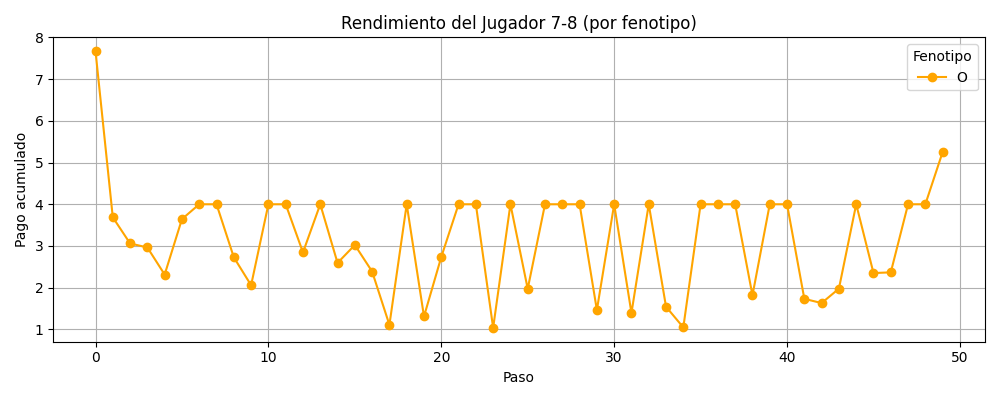 Rendimiento del Jugador 7-8 (por fenotipo)
Pago acumulado
8
7
6
5
4
3
2
1
Fenotipo
O
0 10 20 30 40 50
Paso